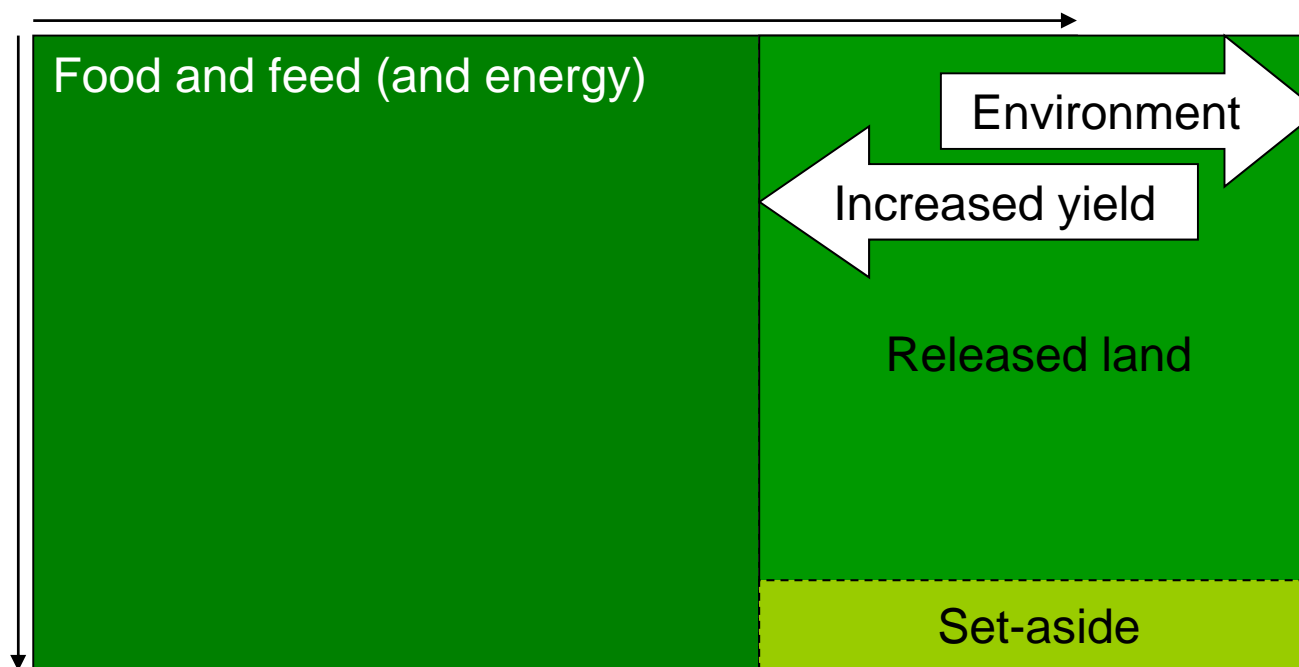 Food and feed (and energy)
Environment
Increased yield
Released land
Set-aside